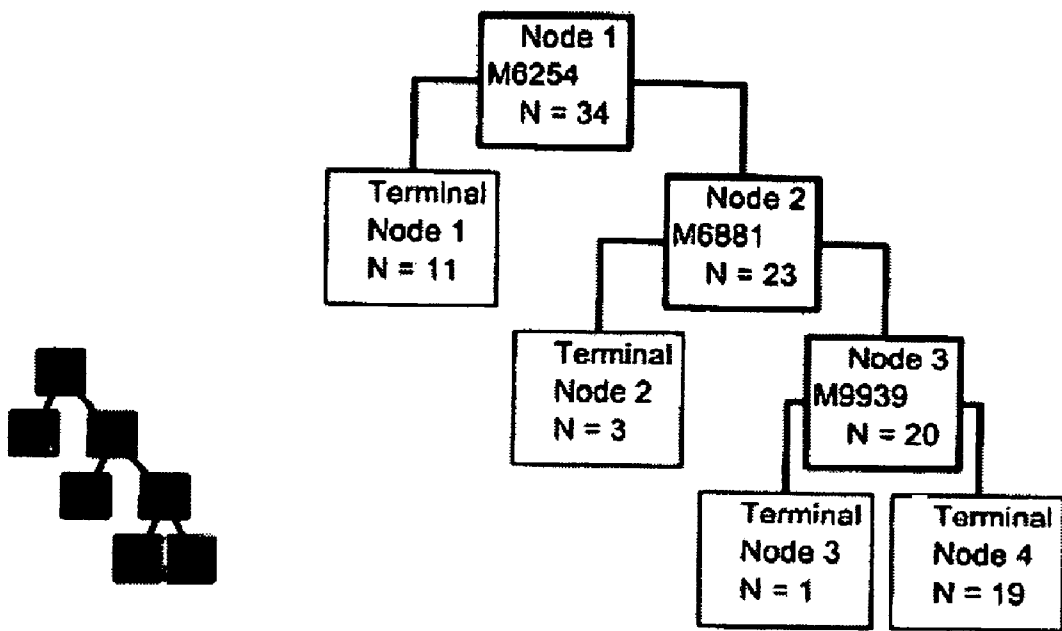 Node 1
M6254
N = 34
Terminal
Node 1
N = 11
Node 2
M6881
N = 23
Terminal
Node 2
N = 3
Node 3
M9939
N = 20
Terminal
Node 3
N = 1
Terminal
Node 4
N = 19